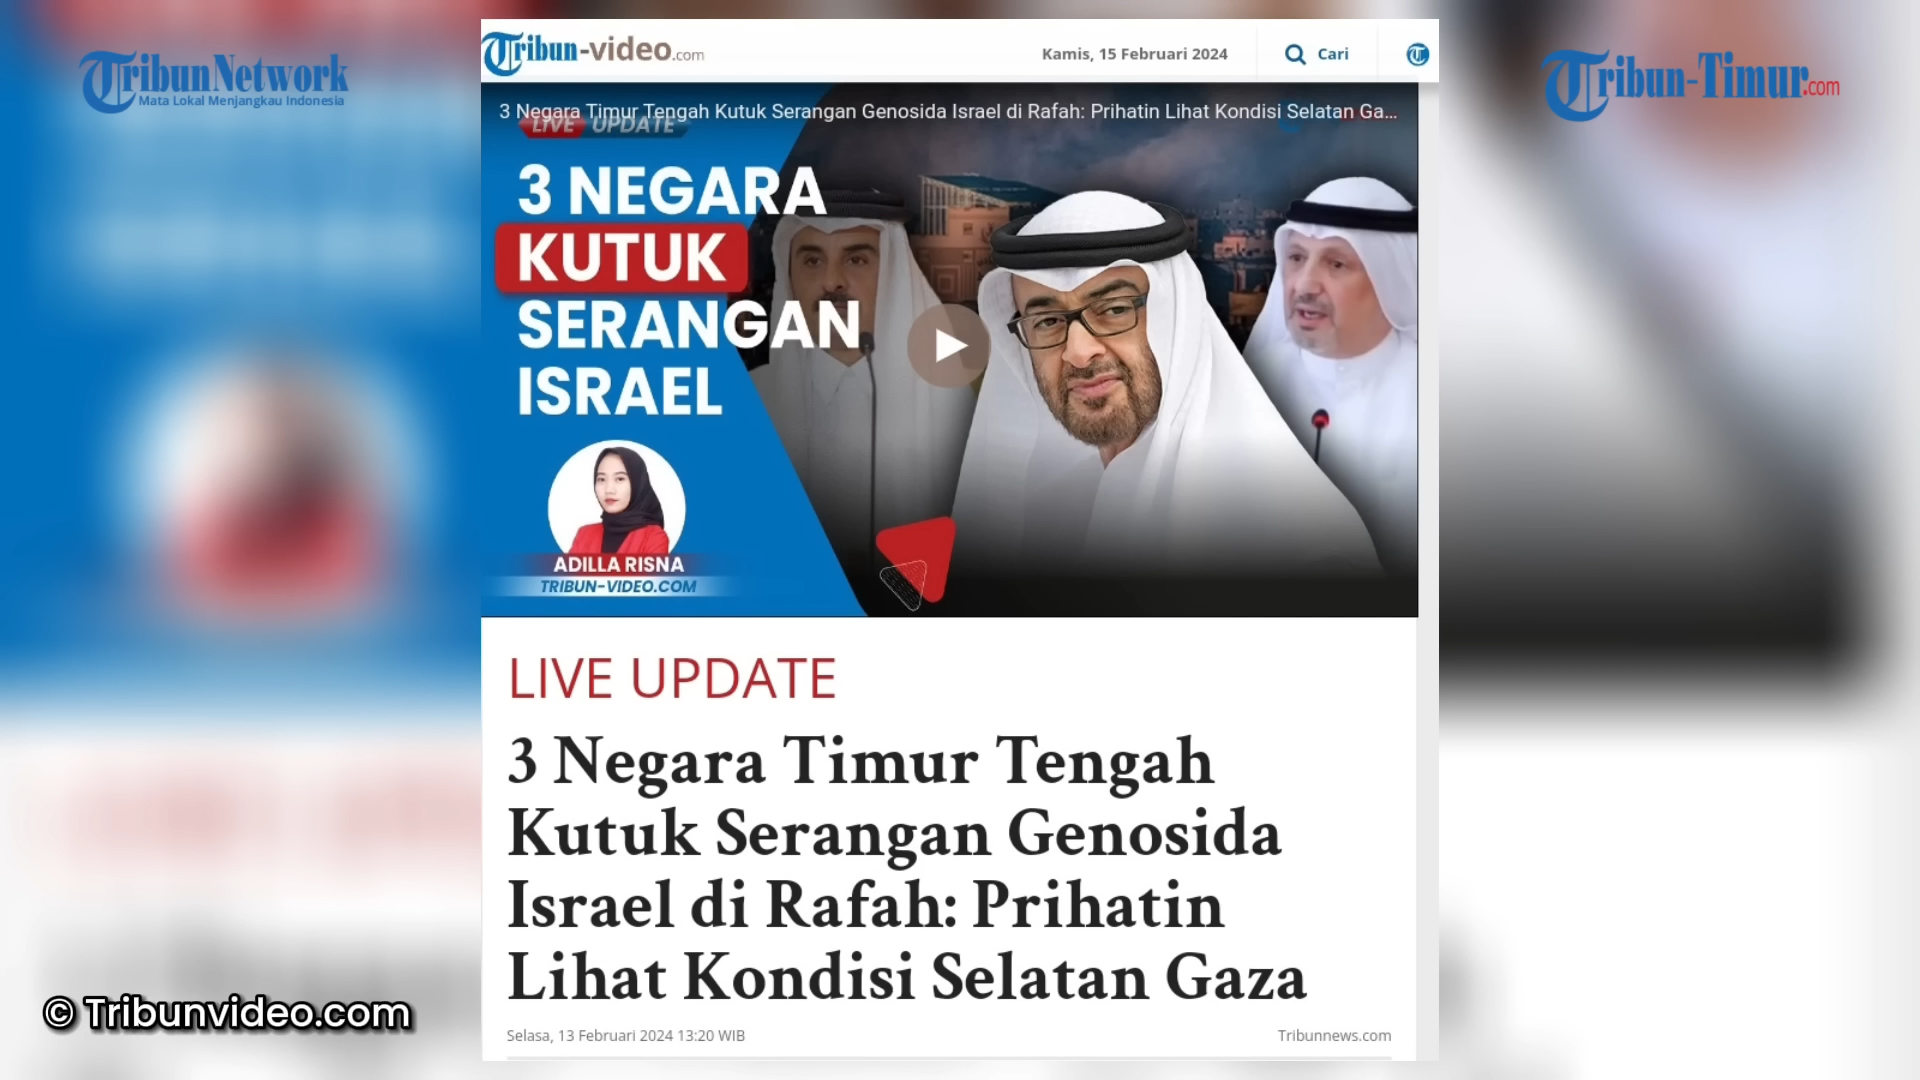 TribunNetwork
Mata Lokal Menjangkau Indonesia
Tribun-video.com
Kamis, 15 Februari 2024
Cari
Tribun-Timur.com
3 Negara Timur Tengah Kutuk Serangan Genosida Israel di Rafah: Prihatin Lihat Kondisi Selatan Ga...
LIVE UPDATE
3 NEGARA
KUTUK
SERANGAN
ISRAEL
ADILLA RISNA
TRIBUN-VIDEO.COM
LIVE UPDATE
3 Negara Timur Tengah
Kutuk Serangan Genosida
Israel di Rafah: Prihatin
Lihat Kondisi Selatan Gaza
Selasa, 13 Februari 2024 13:20 WIB
Tribunnews.com
© Tribunvideo.com